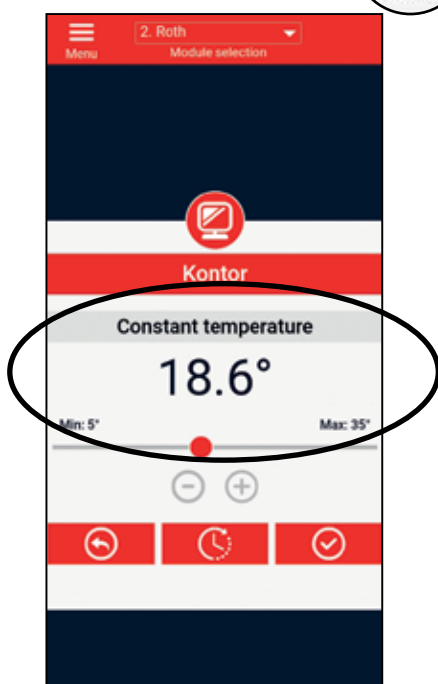 2. Roth
Menu
Module selection
Kontor
Constant temperature
18.6°
Min: 5°
Max: 35°